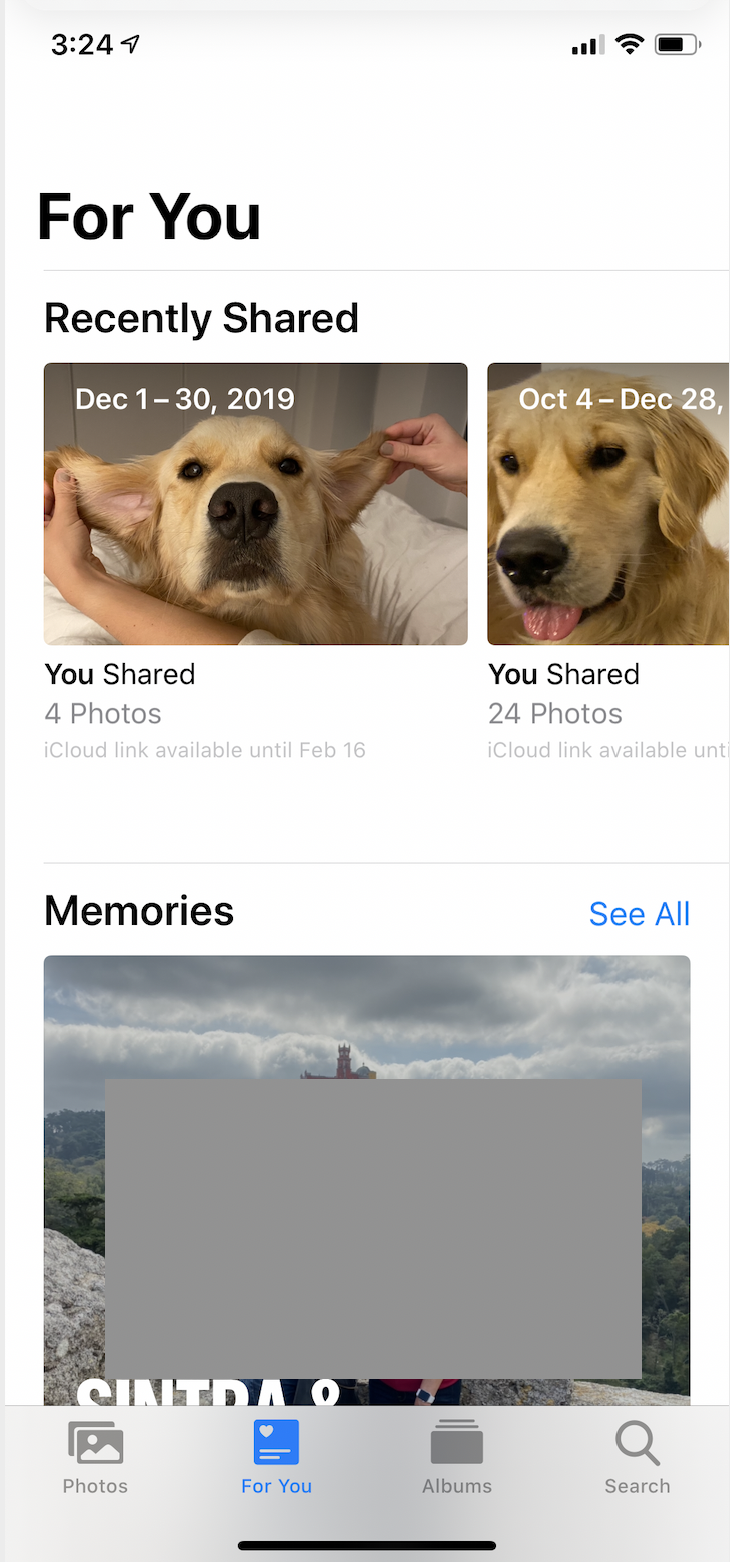 3:24
For You
Recently Shared
Dec 1 – 30, 2019
Oct 4 – Dec 28,
You Shared
4 Photos
iCloud link available until Feb 16
You Shared
24 Photos
iCloud link available unti
Memories
See All
SINTRA &
Photos
For You
Albums
Search